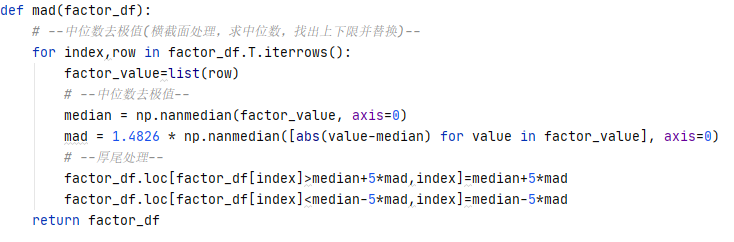 def mad(factor_df):
    # --中位数去极值(横截面处理，求中位数，找出上下限并替换)--
    for index,row in factor_df.T.iterrows():
        factor_value=list(row)
        # --中位数去极值--
        median = np.nanmedian(factor_value, axis=0)
        mad = 1.4826 * np.nanmedian([abs(value-median) for value in factor_value], axis=0)
        # --厚尾处理--
        factor_df.loc[factor_df[index]>median+5*mad,index]=median+5*mad
        factor_df.loc[factor_df[index]<median-5*mad,index]=median-5*mad
    return factor_df